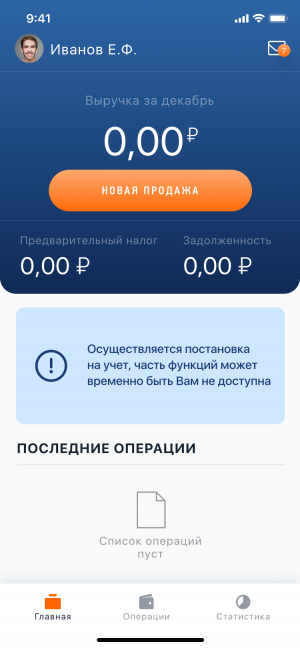 9:41
Иванов Е.Ф.
7
Выручка за декабрь
0,00 ₽
НОВАЯ ПРОДАЖА
Предварительный налог
Задолженность
0,00 ₽
0,00 ₽
Осуществляется постановка
на учет, часть функций может
временно быть Вам не доступна
ПОСЛЕДНИЕ ОПЕРАЦИИ
Список операций
пуст
Главная
Операции
Статистика